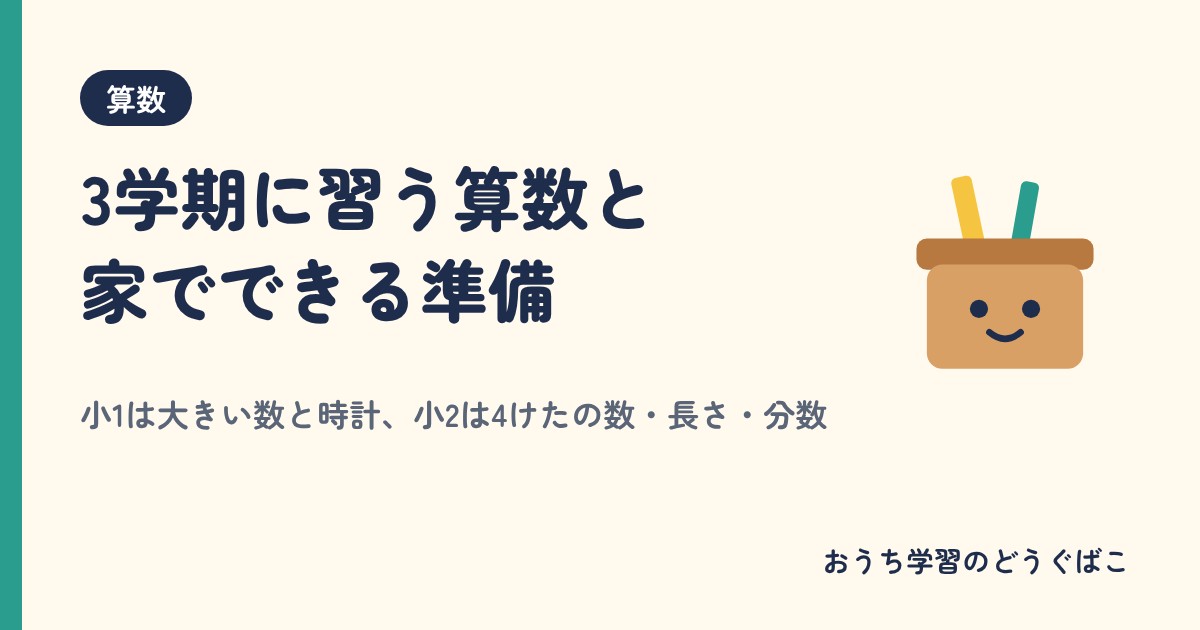 算数
3学期に習う算数と
家でできる準備
小1は大きい数と時計、小2は4けたの数・長さ・分数
おうち学習のどうぐばこ